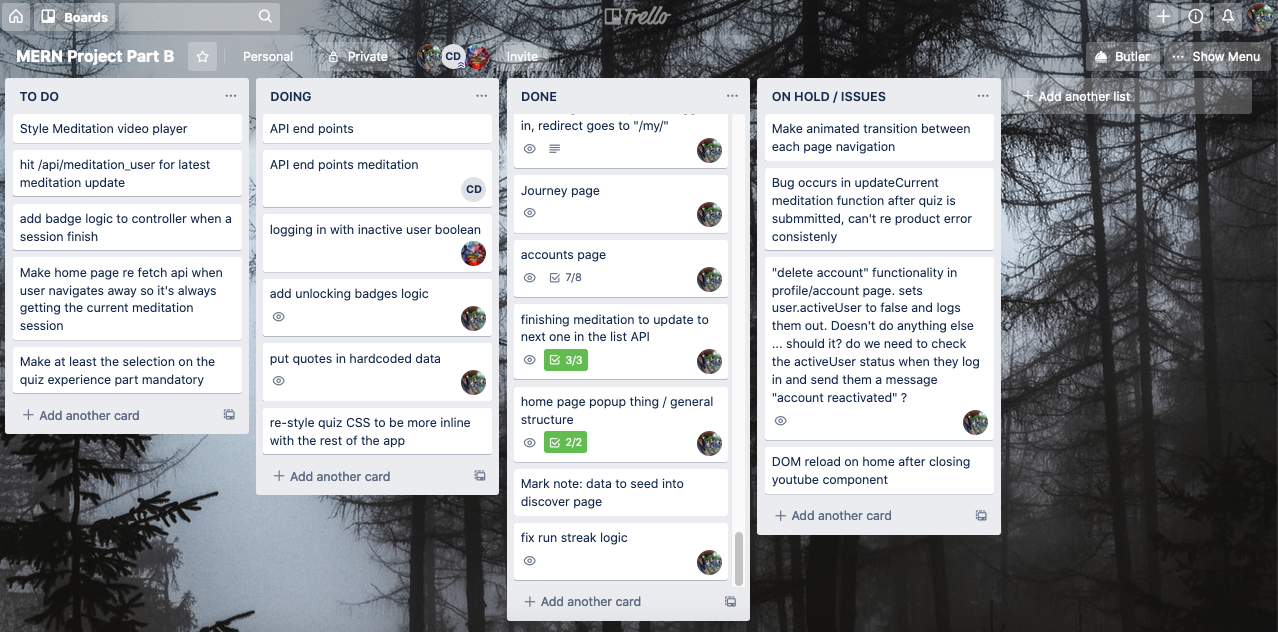 Boards
Trello
MERN Project Part B
Personal
Private
CD
Invite
Butler
Show Menu
TO DO
Style Meditation video player
hit /api/meditation_user for latest
meditation update
add badge logic to controller when a
session finish
Make home page re fetch api when
user navigates away so it's always
getting the current meditation
session
Make at least the selection on the
quiz experience part mandatory
Add another card
DOING
API end points
API end points meditation
CD
logging in with inactive user boolean
add unlocking badges logic
put quotes in hardcoded data
re-style quiz CSS to be more inline
with the rest of the app
Add another card
DONE
in, redirect goes to "/my/"
Journey page
accounts page
7/8
finishing meditation to update to
next one in the list API
3/3
home page popup thing / general
structure
2/2
Mark note: data to seed into
discover page
fix run streak logic
Add another card
ON HOLD / ISSUES
Make animated transition between
each page navigation
Bug occurs in updateCurrent
meditation function after quiz is
submmitted, can't re product error
consistenly
"delete account" functionality in
profile/account page. sets
user.activeUser to false and logs
them out. Doesn't do anything else
... should it? do we need to check
the activeUser status when they log
in and send them a message
"account reactivated" ?
DOM reload on home after closing
youtube component
Add another card
Add another list